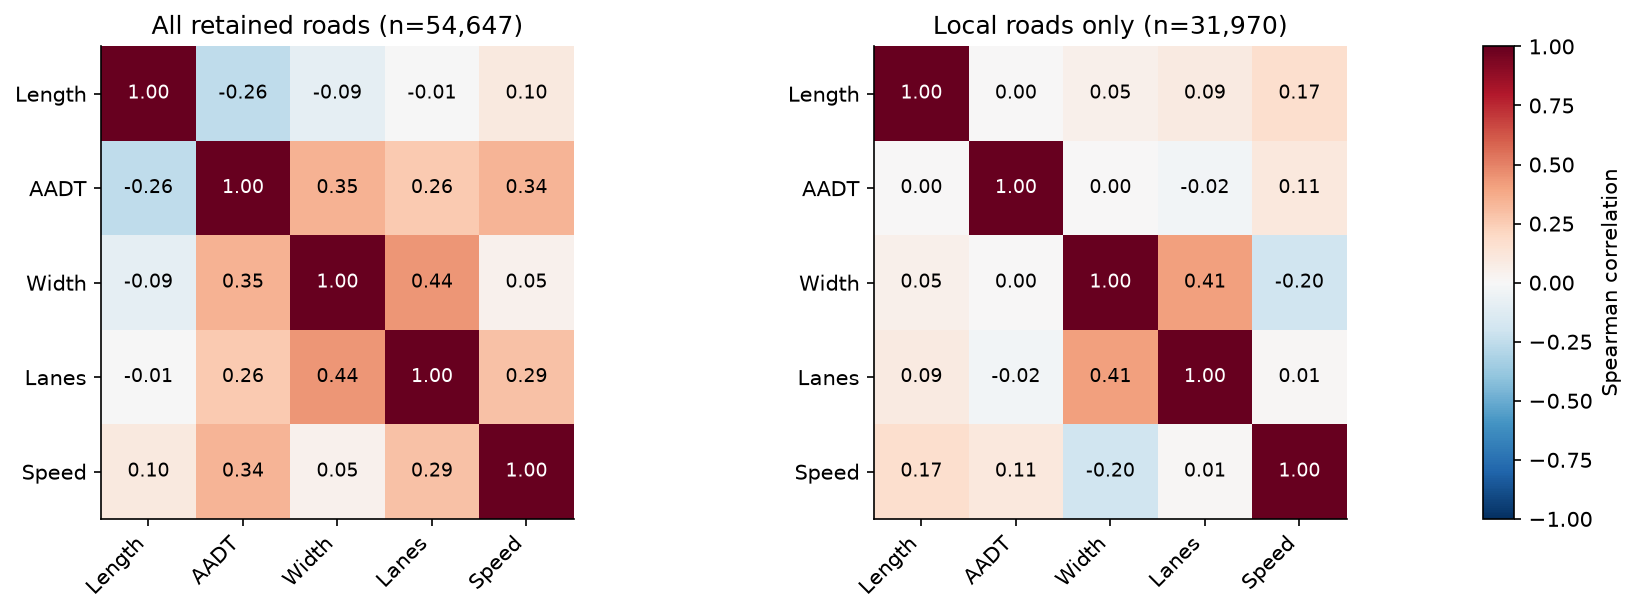 All retained roads (n=54,647)
Length 1.00 -0.26 -0.09 -0.01 0.10
AADT -0.26 1.00 0.35 0.26 0.34
Width -0.09 0.35 1.00 0.44 0.05
Lanes -0.01 0.26 0.44 1.00 0.29
Speed 0.10 0.34 0.05 0.29 1.00
Length AADT Width Lanes Speed
Local roads only (n=31,970)
Length 1.00 0.00 0.05 0.09 0.17
AADT 0.00 1.00 0.00 -0.02 0.11
Width 0.05 0.00 1.00 0.41 -0.20
Lanes 0.09 -0.02 0.41 1.00 0.01
Speed 0.17 0.11 -0.20 0.01 1.00
Length AADT Width Lanes Speed
1.00
0.75
0.50
0.25
0.00
−0.25
−0.50
−0.75
−1.00
Spearman correlation